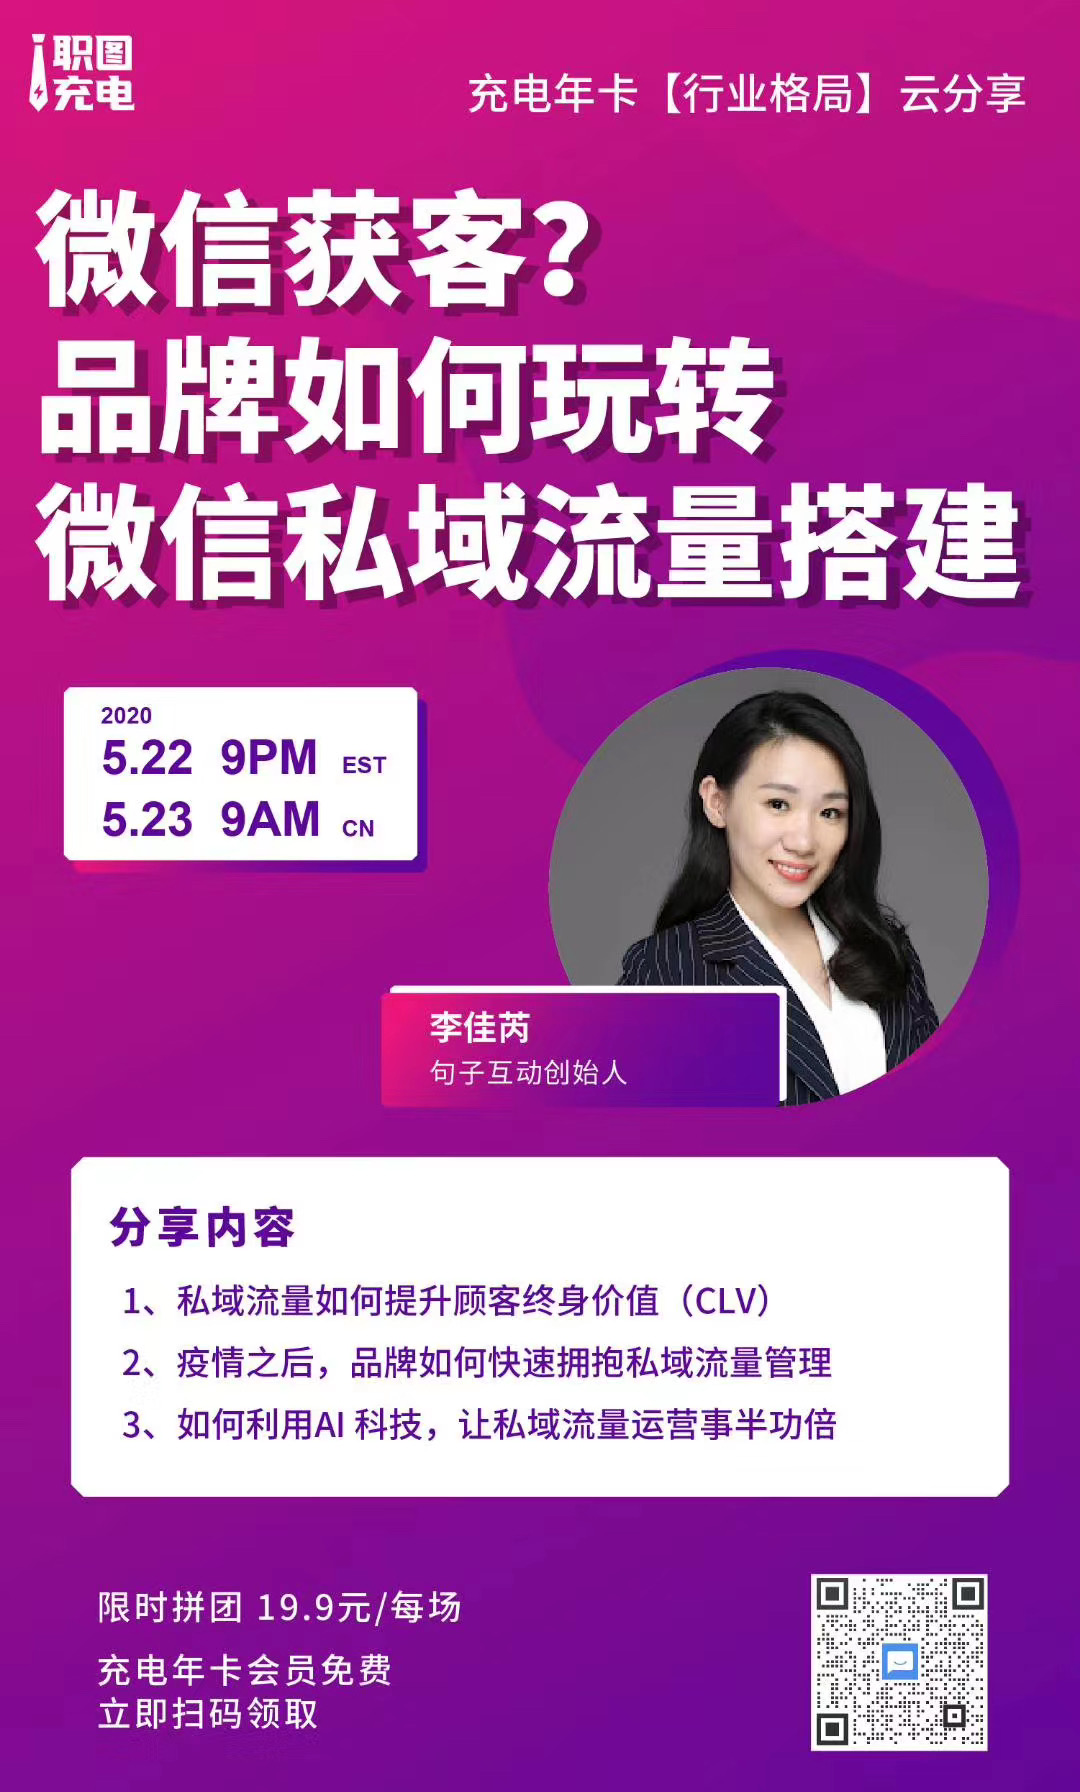 职图
充电
充电年卡【行业格局】云分享
微信获客?
品牌如何玩转
微信私域流量搭建
2020
5.22 9PM EST
5.23 9AM CN
李佳芮
句子互动创始人
分享内容
1、私域流量如何提升顾客终身价值（CLV）
2、疫情之后，品牌如何快速拥抱私域流量管理
3、如何利用AI 科技，让私域流量运营事半功倍
限时拼团 19.9元/每场
充电年卡会员免费
立即扫码领取